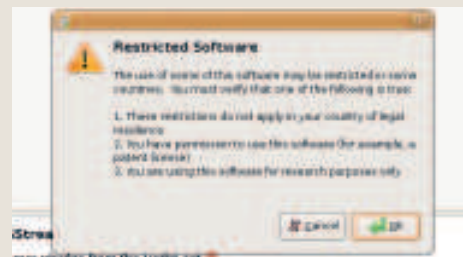 Restricted Software
The use of some of this software may be restricted in some
countries. You must verify that one of the following is true:
1. These restrictions do not apply in your country of legal
residence
2. You have permission to use this software (for example, a
patent license)
3. You are using this software for research purposes only
Cancel
OK